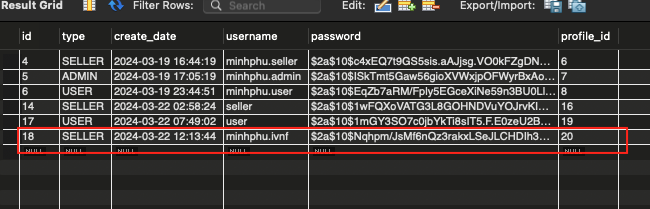 Result Grid Filter Rows: Search Edit: Export/Import:
id type create_date username password profile_id
4 SELLER 2024-03-19 16:44:19 minhphu.seller $2a$10$c4xEQ7t9GS5sis.aAJjsg.VO0kFZgDN... 6
5 ADMIN 2024-03-19 17:05:19 minhphu.admin $2a$10$ISkTmt5Gaw56gioXVWxjpOFWyrBxAo... 7
6 USER 2024-03-19 23:44:51 minhphu.user $2a$10$EqZb7aRM/Fply5EGceXiNe59n3BU0Ll... 8
14 SELLER 2024-03-22 02:58:24 seller $2a$10$1wFQXoVATG3L8GOHNDVuYOJrvKl... 16
17 USER 2024-03-22 07:49:02 user $2a$10$1mGY3SO7c0jbYkTi8sIT5.F.E0zeU2B... 19
18 SELLER 2024-03-22 12:13:44 minhphu.ivnf $2a$10$Nqhpm/JsMf6nQz3rakxLSeJLCHDIh3... 20
NULL NULL NULL NULL NULL NULL